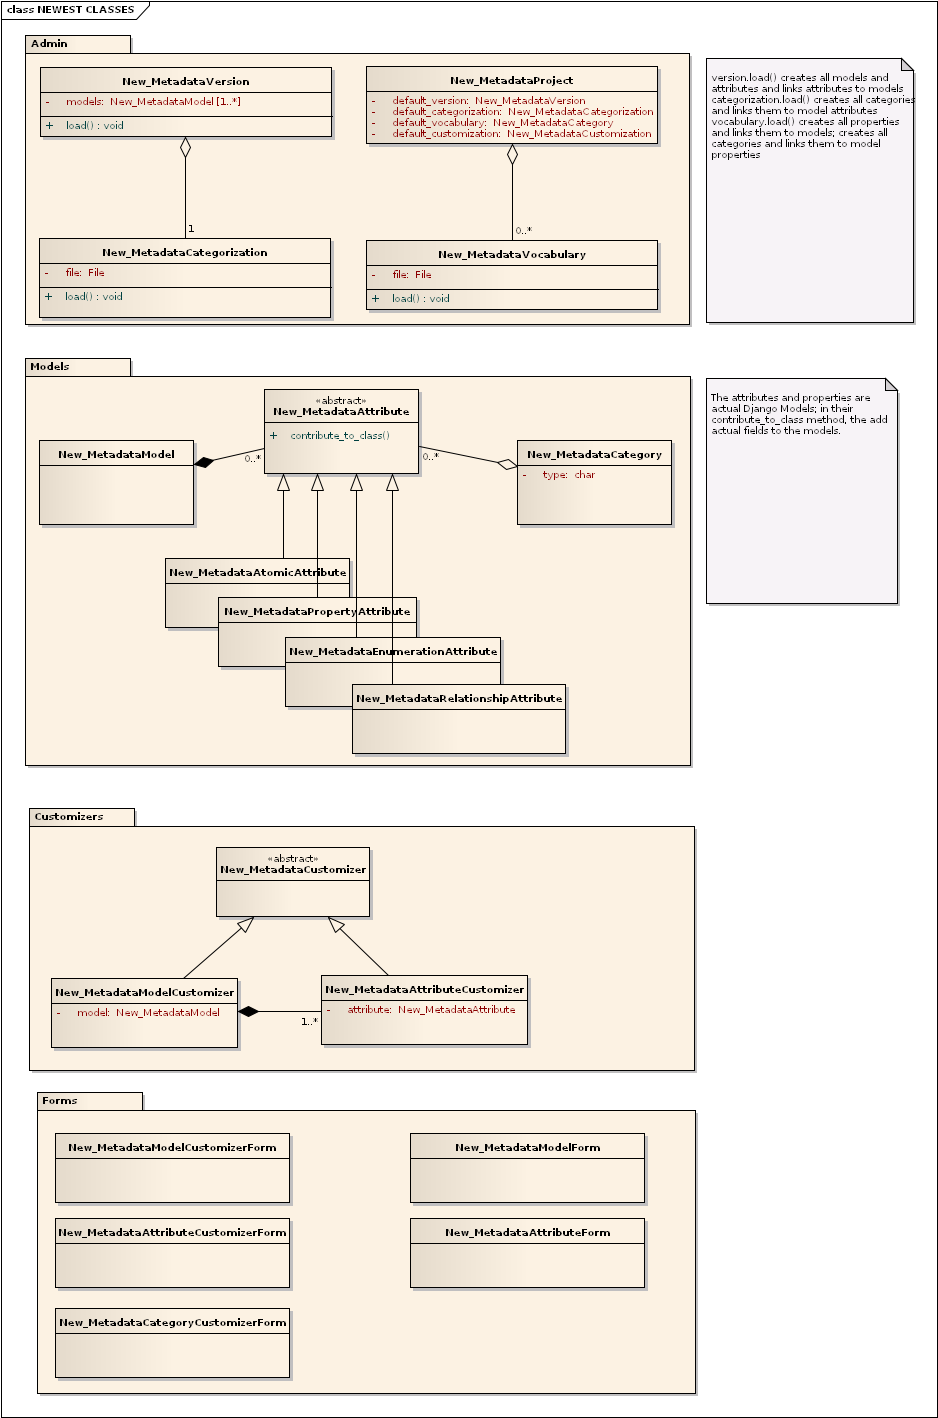 class NEWEST CLASSES
Admin
New_MetadataVersion
- models: New_MetadataModel [1..*]
+ load() : void
New_MetadataProject
- default_version: New_MetadataVersion
- default_categorization: New_MetadataCategorization
- default_vocabulary: New_MetadataCategory
- default_customization: New_MetadataCustomization
1
0..*
New_MetadataCategorization
- file: File
+ load() : void
New_MetadataVocabulary
- file: File
+ load() : void
version.load() creates all models and
attributes and links attributes to models
categorization.load() creates all categories
and links them to model attributes
vocabulary.load() creates all properties
and links them to models; creates all
categories and links them to model
properties
Models
«abstract»
New_MetadataAttribute
+ contribute_to_class()
New_MetadataModel
0..*
0..*
New_MetadataCategory
- type: char
New_MetadataAtomicAttribute
New_MetadataPropertyAttribute
New_MetadataEnumerationAttribute
New_MetadataRelationshipAttribute
The attributes and properties are
actual Django Models; in their
contribute_to_class method, the add
actual fields to the models.
Customizers
«abstract»
New_MetadataCustomizer
New_MetadataModelCustomizer
- model: New_MetadataModel
1..*
New_MetadataAttributeCustomizer
- attribute: New_MetadataAttribute
Forms
New_MetadataModelCustomizerForm
New_MetadataModelForm
New_MetadataAttributeCustomizerForm
New_MetadataAttributeForm
New_MetadataCategoryCustomizerForm